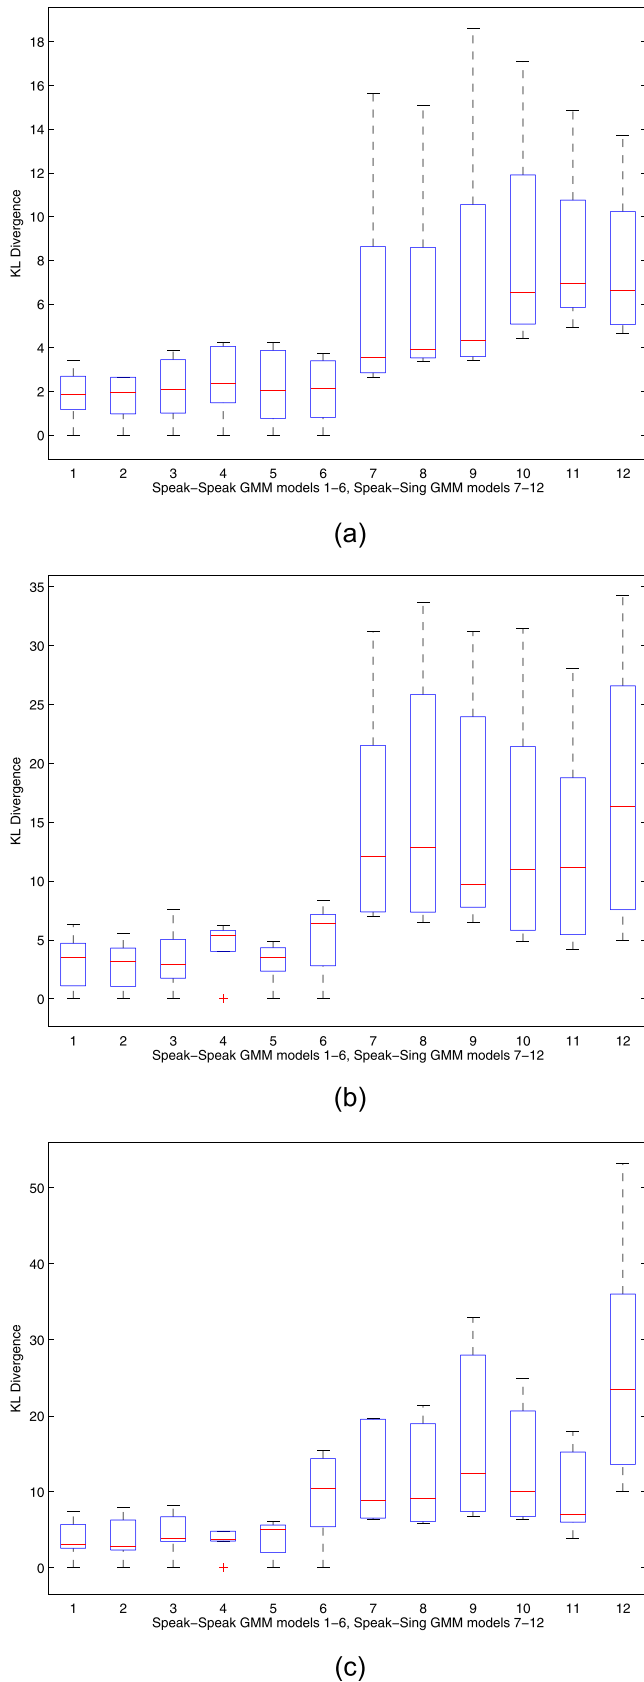 18
16
14
12
10
8
6
4
2
0
KL Divergence
1 2 3 4 5 6 7 8 9 10 11 12
Speak−Speak GMM models 1−6, Speak−Sing GMM models 7−12
(a)
35
30
25
20
15
10
5
0
KL Divergence
1 2 3 4 5 6 7 8 9 10 11 12
Speak−Speak GMM models 1−6, Speak−Sing GMM models 7−12
(b)
50
40
30
20
10
0
KL Divergence
1 2 3 4 5 6 7 8 9 10 11 12
Speak−Speak GMM models 1−6, Speak−Sing GMM models 7−12
(c)